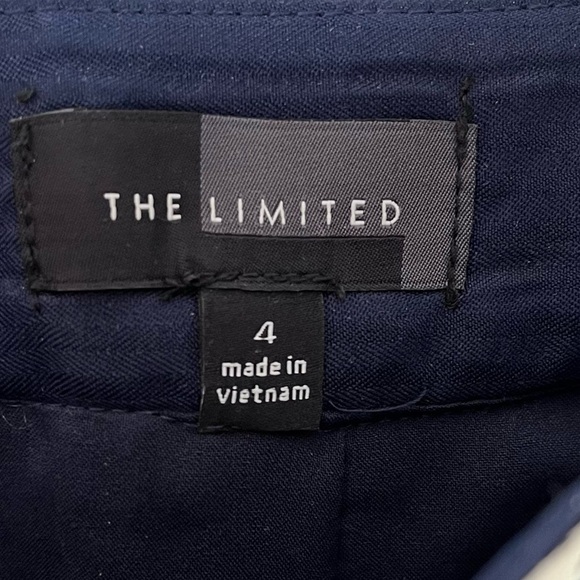 THE LIMITED
4
made in
vietnam